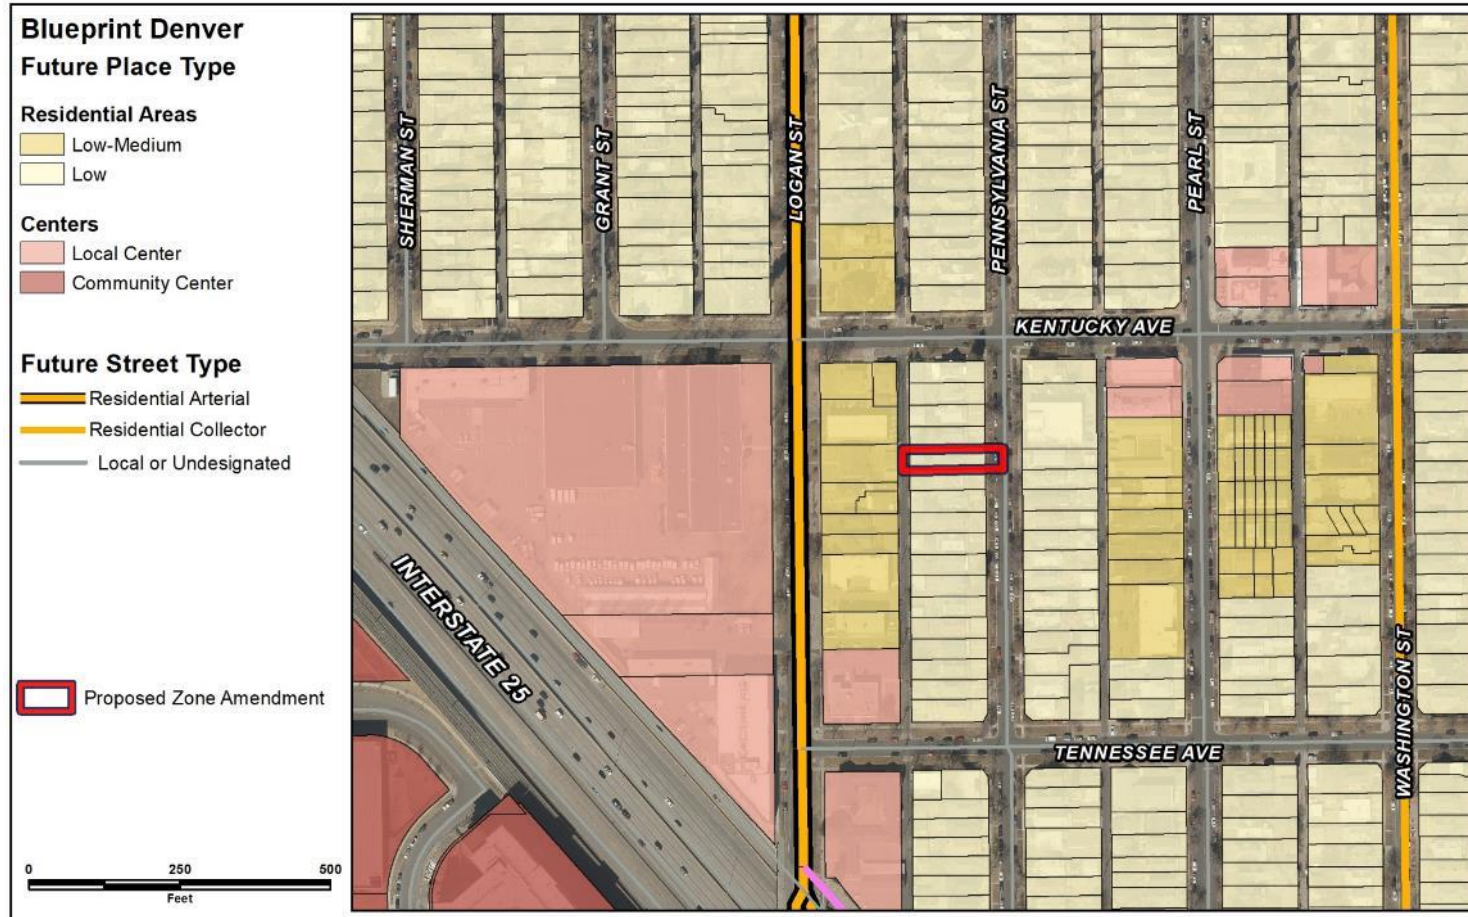 Blueprint Denver
Future Place Type
Residential Areas
Low-Medium
Low
Centers
Local Center
Community Center
Future Street Type
Residential Arterial
Residential Collector
Local or Undesignated
Proposed Zone Amendment
0 250 500
Feet
SHERMAN ST
GRANT ST
LOGAN ST
PENNSYLVANIA ST
PEARL ST
KENTUCKY AVE
INTERSTATE 25
TENNESSEE AVE
WASHINGTON ST